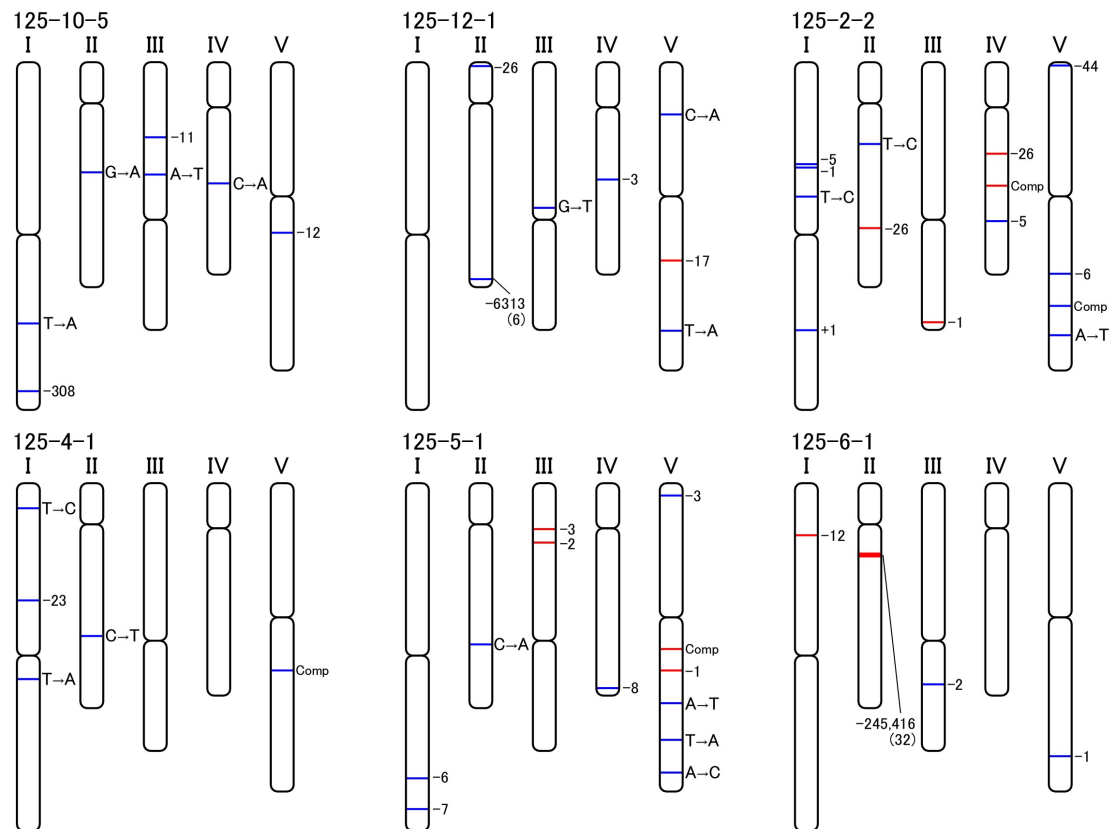 125-10-5
I II III IV V
-11
G→A
A→T
C→A
-12
T→A
-308
125-12-1
I II III IV V
-26
C→A
-3
G→T
-17
-6313
(6)
T→A
125-2-2
I II III IV V
-44
T→C
-26
-5
-1
Comp
T→C
-5
-26
-6
Comp
-1
+1
A→T
125-4-1
I II III IV V
T→C
-23
C→T
Comp
T→A
125-5-1
I II III IV V
-3
-3
-2
C→A
Comp
-1
-8
A→T
T→A
-6
A→C
-7
125-6-1
I II III IV V
-12
-2
-245,416
(32)
-1